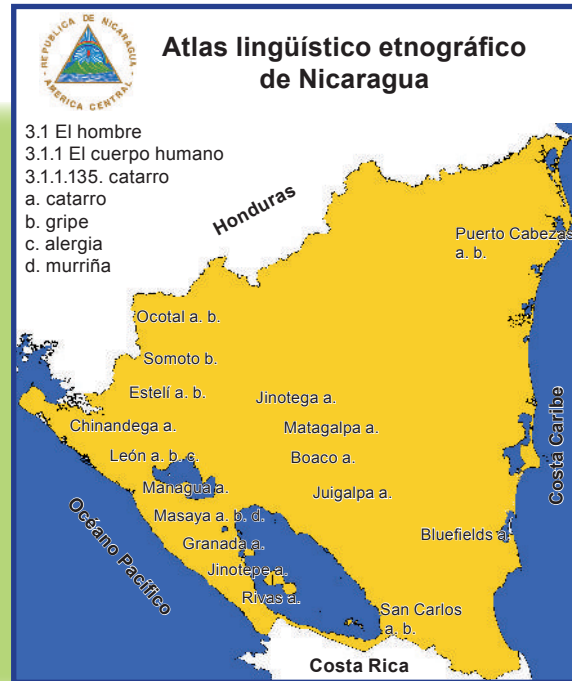 REPUBLICA DE NICARAGUA
AMERICA CENTRAL
Atlas lingüístico etnográfico
de Nicaragua
3.1 El hombre
3.1.1 El cuerpo humano
3.1.1.135. catarro
a. catarro
b. gripe
c. alergia
d. murriña
Honduras
Puerto Cabezas
a. b.
Ocotal a. b.
Somoto b.
Estelí a. b.
Jinotega a.
Chinandega a.
Matagalpa a.
León a. b. c.
Boaco a.
Costa Caribe
Managua a.
Juigalpa a.
Masaya a. b. d.
Océano Pacífico
Granada a.
Bluefields a.
Jinotepe a.
Rivas a.
San Carlos
a. b.
Costa Rica